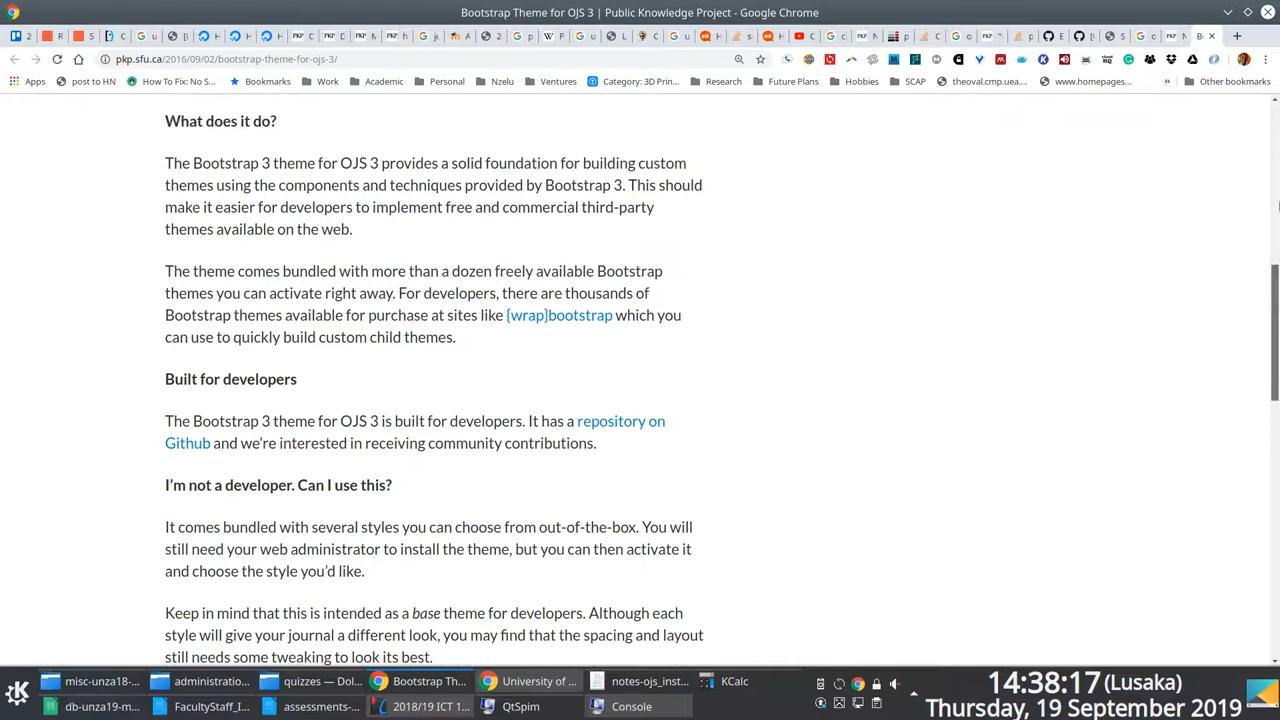 Bootstrap Theme for OJS 3 | Public Knowledge Project - Google Chrome
pkp.sfu.ca/2018/02/02/bootstrap-theme-for-ojs-3/
Apps post to HN How To Fix: No S... Bookmarks Work Academic Personal Nzelu Ventures Category: 3D Prin... Research Future Plans Hobbies SCAP theoval.cmp.uea... www.homepages... » Other bookmarks
What does it do?
The Bootstrap 3 theme for OJS 3 provides a solid foundation for building custom
themes using the components and techniques provided by Bootstrap 3. This should
make it easier for developers to implement free and commercial third-party
themes available on the web.
The theme comes bundled with more than a dozen freely available Bootstrap
themes you can activate right away. For developers, there are thousands of
Bootstrap themes available for purchase at sites like {wrap}bootstrap which you
can use to quickly build custom child themes.
Built for developers
The Bootstrap 3 theme for OJS 3 is built for developers. It has a repository on
Github and we're interested in receiving community contributions.
I'm not a developer. Can I use this?
It comes bundled with several styles you can choose from out-of-the-box. You will
still need your web administrator to install the theme, but you can then activate it
and choose the style you'd like.
Keep in mind that this is intended as a base theme for developers. Although each
style will give your journal a different look, you may find that the spacing and layout
still needs some tweaking to look its best.
misc-unza18-... administratio... quizzes — Dol... Bootstrap Th... University of ... notes-ojs_inst... KCalc
db-unza19-m... FacultyStaff_I... assessments-... 2018/19 ICT 1... QtSpim Console
14:38:17 (Lusaka)
Thursday, 19 September 2019